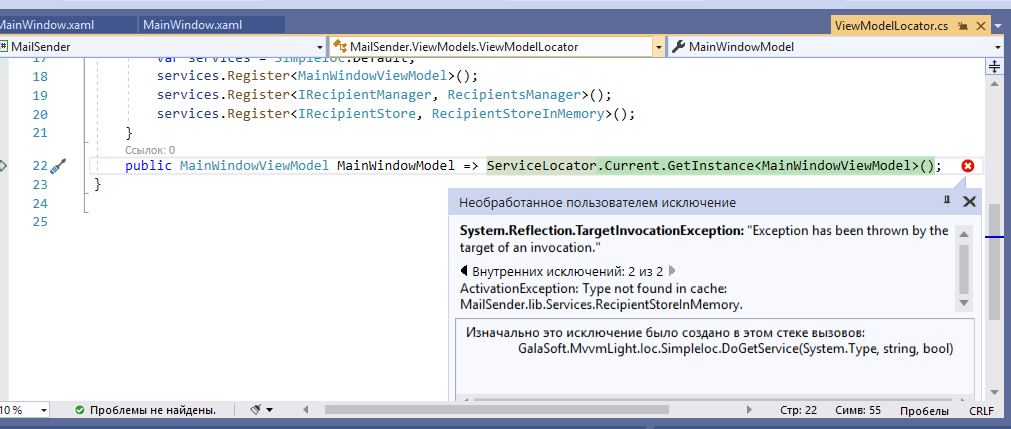 MainWindow.xaml MainWindow.xaml ViewModelLocator.cs
MailSender MailSender.ViewModels.ViewModelLocator MainWindowModel
17 var services = SimpleIoc.Default;
18 services.Register<MainWindowViewModel>();
19 services.Register<IRecipientManager, RecipientsManager>();
20 services.Register<IRecipientStore, RecipientStoreInMemory>();
21 }
Ссылок: 0
22 public MainWindowViewModel MainWindowModel => ServiceLocator.Current.GetInstance<MainWindowViewModel>();
23 }
24
25
Необработанное пользователем исключение
System.Reflection.TargetInvocationException: "Exception has been thrown by the
target of an invocation."
Внутренних исключений: 2 из 2
ActivationException: Type not found in cache:
MailSender.lib.Services.RecipientStoreInMemory.
Изначально это исключение было создано в этом стеке вызовов:
GalaSoft.MvvmLight.Ioc.SimpleIoc.DoGetService(System.Type, string, bool)
10 % Проблемы не найдены. Стр: 22 Симв: 55 Пробелы CRLF